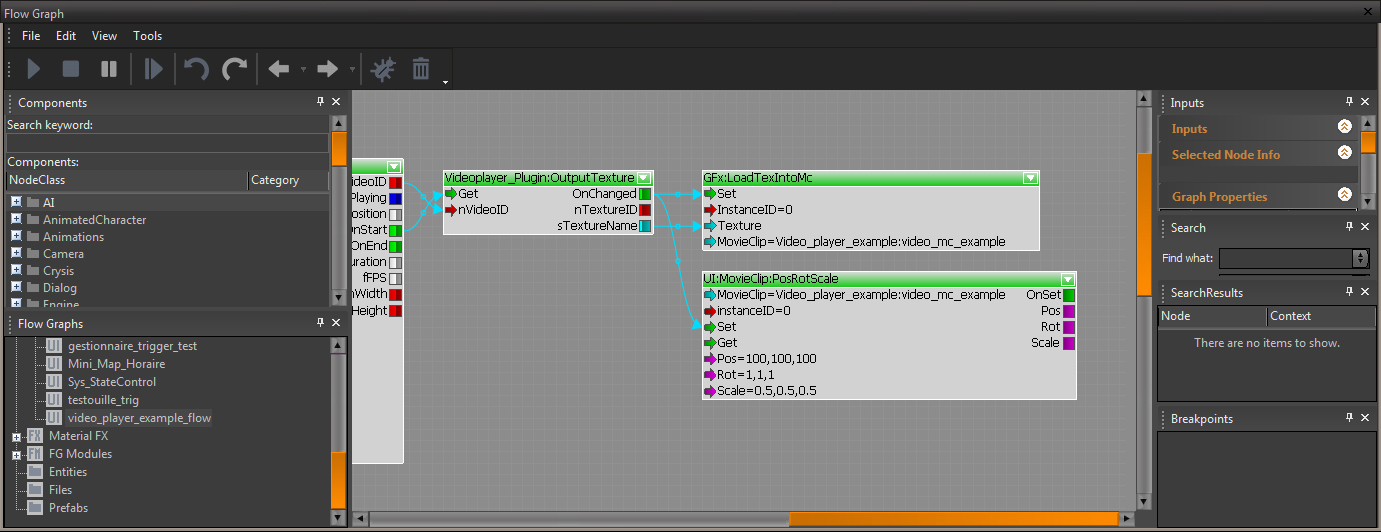 Flow Graph
File Edit View Tools
Components
Search keyword:
Components:
NodeClass Category
AI
AnimatedCharacter
Animations
Camera
Crysis
Dialog
Engine
Flow Graphs
gestionnaire_trigger_test
Mini_Map_Horaire
Sys_StateControl
testouille_trig
video_player_example_flow
Material FX
FG Modules
Entities
Files
Prefabs
ideoID
Playing
osition
nStart
OnEnd
uration
fFPS
nWidth
Height
Videoplayer_Plugin:OutputTexture
Get OnChanged
nVideoID nTextureID
sTextureName
GFx:LoadTexIntoMc
Set
InstanceID=0
Texture
MovieClip=Video_player_example:video_mc_example
UI:MovieClip:PosRotScale
MovieClip=Video_player_example:video_mc_example OnSet
instanceID=0 Pos
Set Rot
Get Scale
Pos=100,100,100
Rot=1,1,1
Scale=0.5,0.5,0.5
Inputs
Inputs
Selected Node Info
Graph Properties
Search
Find what:
SearchResults
Node Context
There are no items to show.
Breakpoints